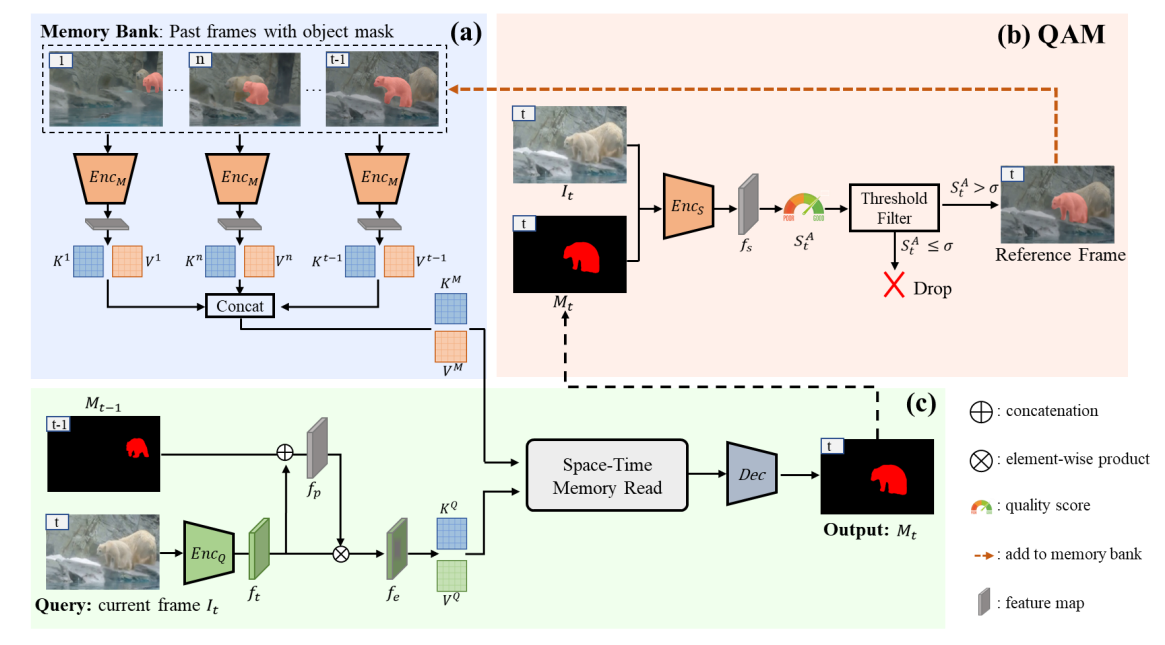 Memory Bank: Past frames with object mask
(a)
1
n
t-1
...
...
Enc_M
Enc_M
Enc_M
K^1
V^1
K^n
V^n
K^{t-1}
V^{t-1}
Concat
K^M
V^M
(b) QAM
t
I_t
t
M_t
Enc_S
f_s
POOR
GOOD
S_t^A
Threshold
Filter
S_t^A > σ
S_t^A ≤ σ
Drop
t
Reference Frame
(c)
M_{t-1}
t-1
f_p
t
Enc_Q
f_t
f_e
K^Q
V^Q
Query: current frame I_t
Space-Time
Memory Read
Dec
t
Output: M_t
: concatenation
: element-wise product
: quality score
: add to memory bank
: feature map